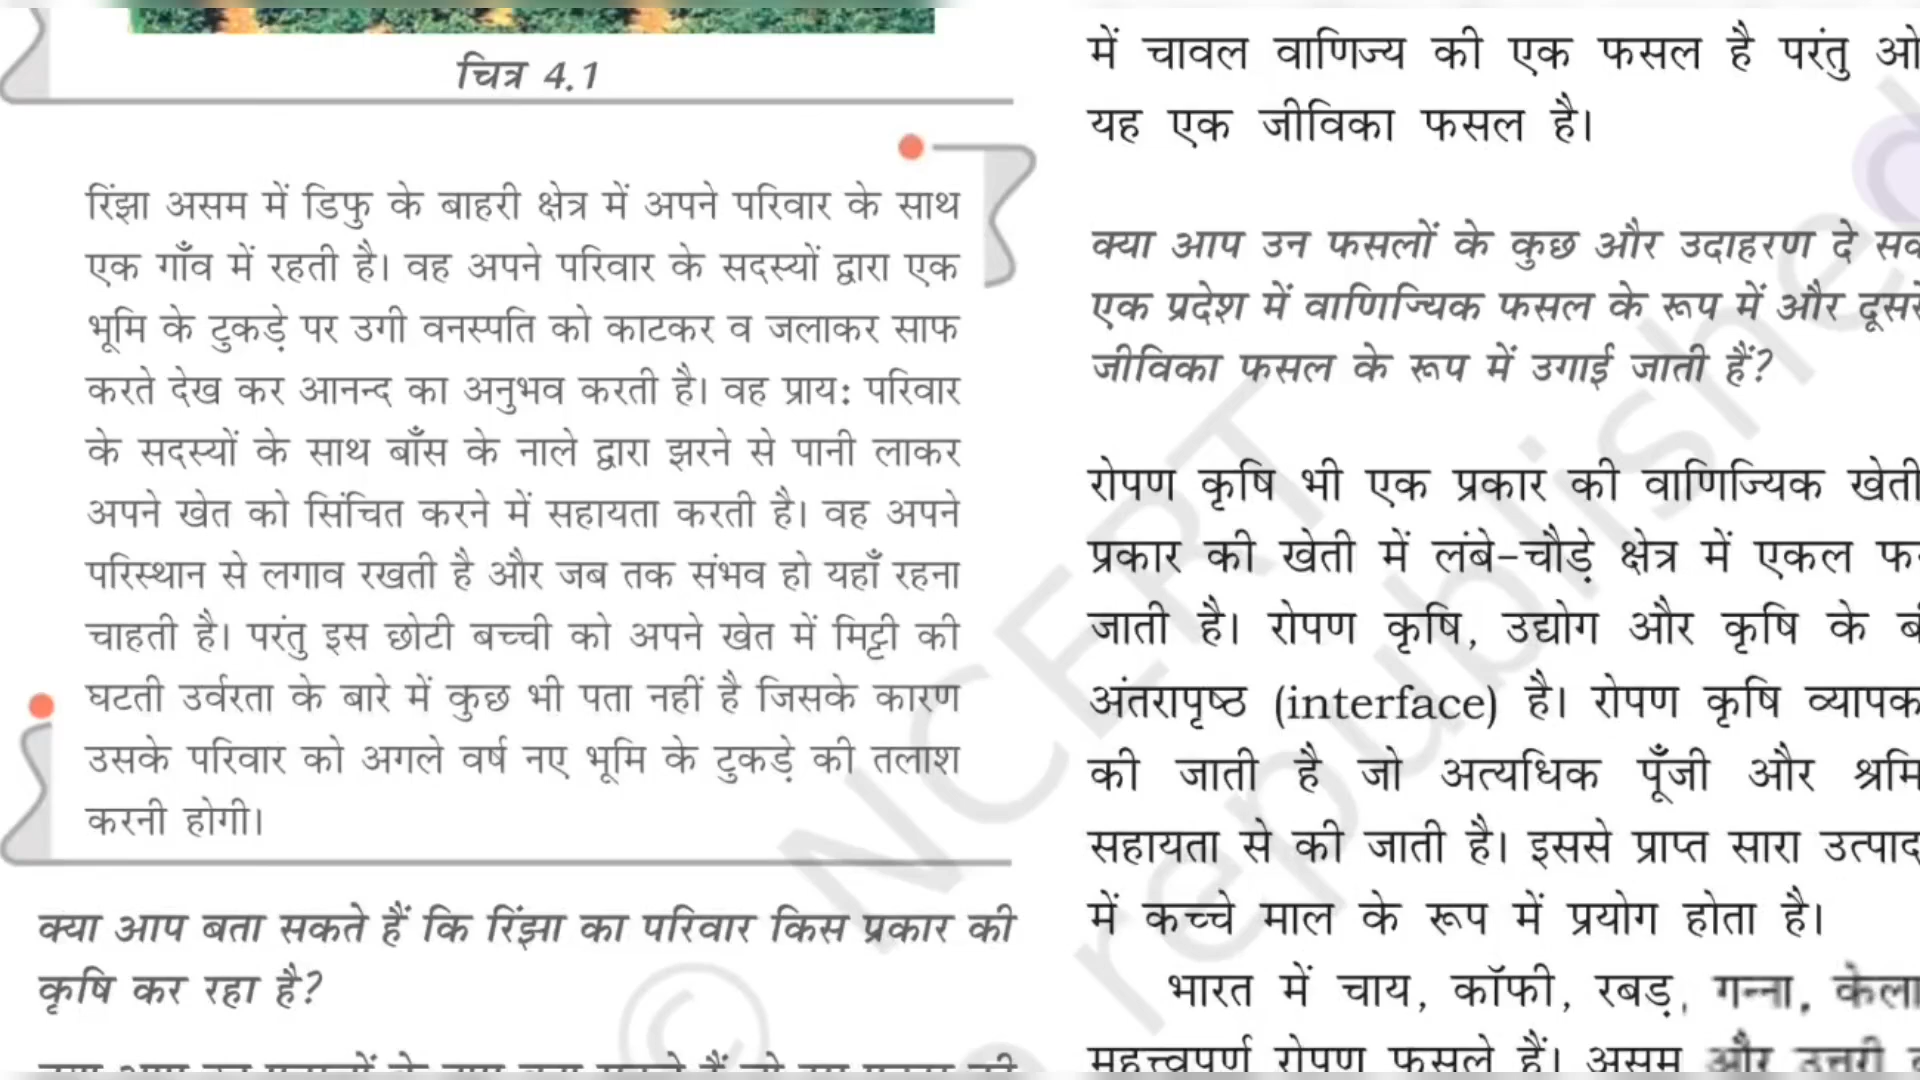 चित्र 4.1
रिंझा असम में डिफु के बाहरी क्षेत्र में अपने परिवार के साथ
एक गाँव में रहती है। वह अपने परिवार के सदस्यों द्वारा एक
भूमि के टुकड़े पर उगी वनस्पति को काटकर व जलाकर साफ
करते देख कर आनन्द का अनुभव करती है। वह प्राय: परिवार
के सदस्यों के साथ बाँस के नाले द्वारा झरने से पानी लाकर
अपने खेत को सिंचित करने में सहायता करती है। वह अपने
परिस्थान से लगाव रखती है और जब तक संभव हो यहाँ रहना
चाहती है। परंतु इस छोटी बच्ची को अपने खेत में मिट्टी की
घटती उर्वरता के बारे में कुछ भी पता नहीं है जिसके कारण
उसके परिवार को अगले वर्ष नए भूमि के टुकड़े की तलाश
करनी होगी।
क्या आप बता सकते हैं कि रिंझा का परिवार किस प्रकार की
कृषि कर रहा है?
में चावल वाणिज्य की एक फसल है परंतु
यह एक जीविका फसल है।
क्या आप उन फसलों के कुछ और उदाहरण दे
एक प्रदेश में वाणिज्यिक फसल के रूप में और
जीविका फसल के रूप में उगाई जाती हैं?
रोपण कृषि भी एक प्रकार की वाणिज्यिक खेती
प्रकार की खेती में लंबे-चौड़े क्षेत्र में एकल
जाती है। रोपण कृषि, उद्योग और कृषि के
अंतरापृष्ठ (interface) है। रोपण कृषि व्यापक
की जाती है जो अत्यधिक पूँजी और
सहायता से की जाती है। इससे प्राप्त सारा
में कच्चे माल के रूप में प्रयोग होता है।
भारत में चाय, कॉफी, रबड़, गन्ना, केला
महत्त्वपूर्ण रोपण फसले हैं। असम और उत्तरी
© NCERT
republished